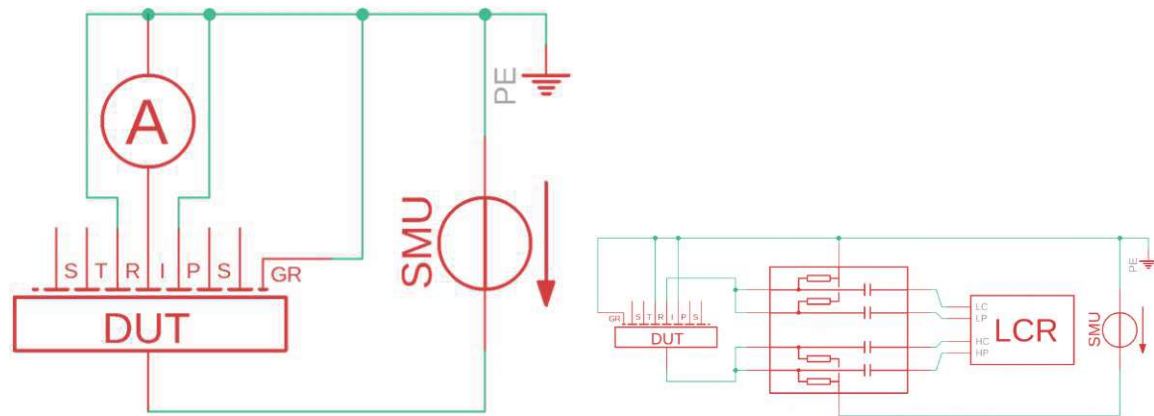 PE
A
SMU
S T R I P S
GR
DUT
PE
LC
LP
HC
HP
LCR
SMU
GR
S T R I P S
DUT